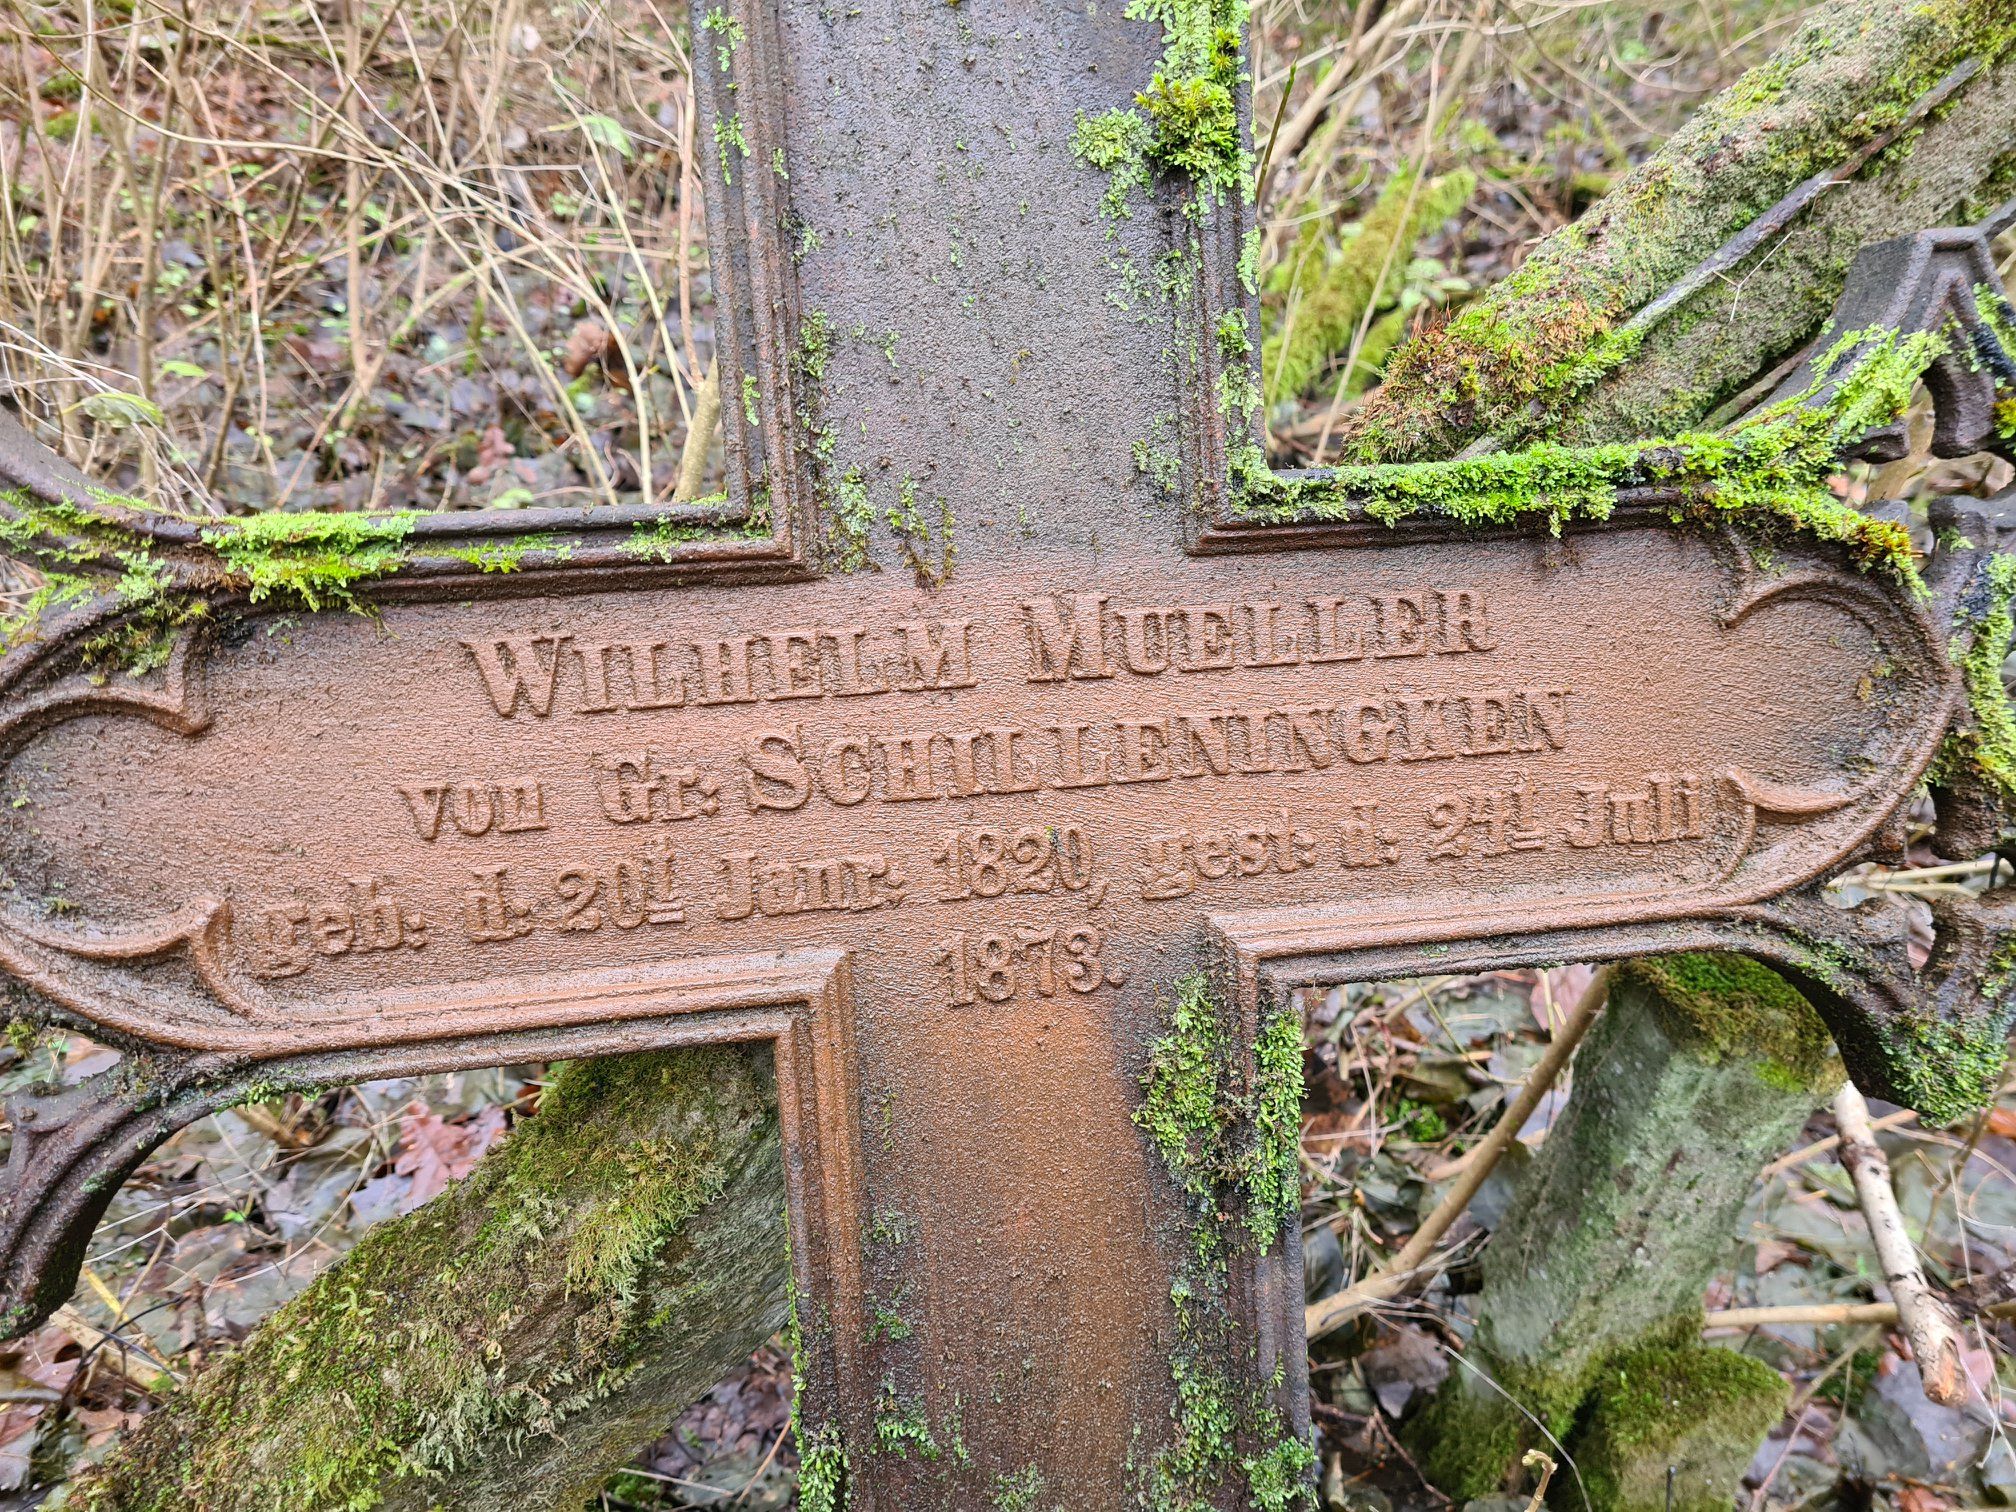 WILHELM MUELLER
von Gr. SCHILLENINGKEN
geb. d. 20t Janr. 1820, gest. d. 24t Juli
1873.